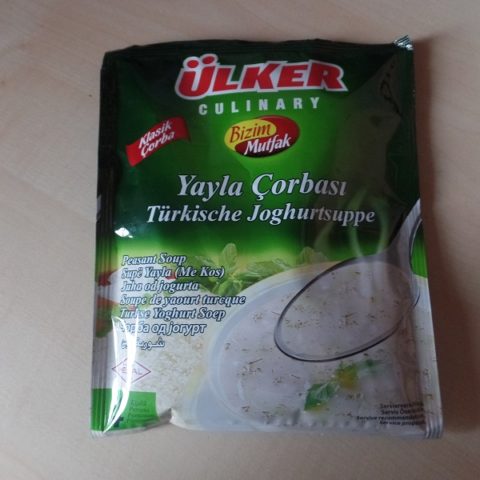 ÜLKER
CULINARY
Klasik
Çorba
Bizim
Mutfak
Yayla Çorbası
Türkische Joghurtsuppe
Peasant Soup
Supë Yayla (Me Kos)
Juha od jogurta
Soupe de yaourt turcque
Turkse Yoghurt Soep
Чорба од јогурт